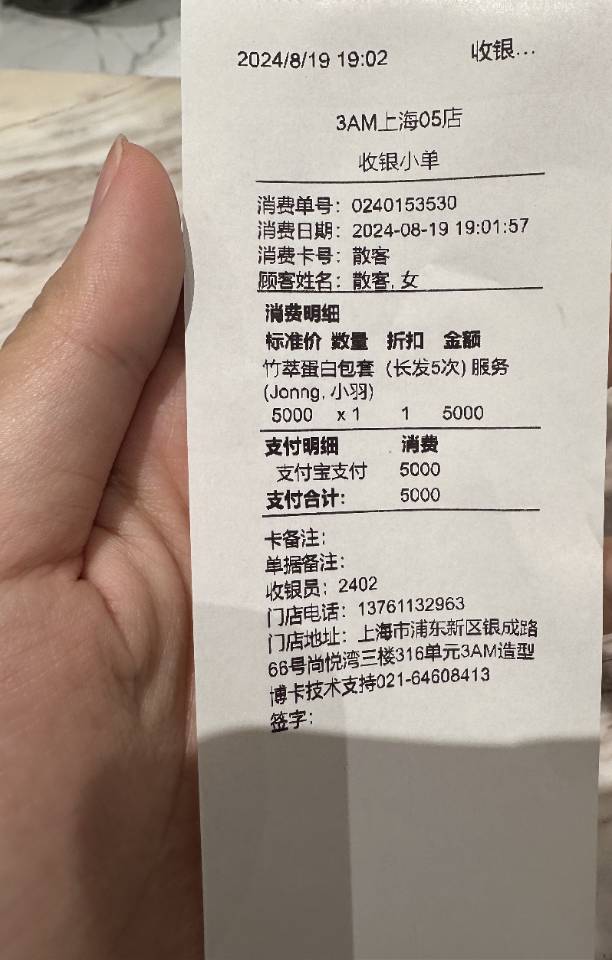 2024/8/19 19:02 收银...
3AM上海05店
收银小单
消费单号：0240153530
消费日期：2024-08-19 19:01:57
消费卡号：散客
顾客姓名：散客, 女
消费明细
标准价 数量 折扣 金额
竹萃蛋白包套（长发5次) 服务
(Jonng, 小羽)
5000 x 1 1 5000
支付明细 消费
支付宝支付 5000
支付合计： 5000
卡备注：
单据备注：
收银员：2402
门店电话：13761132963
门店地址：上海市浦东新区银成路
66号尚悦湾三楼316单元3AM造型
博卡技术支持021-64608413
签字：